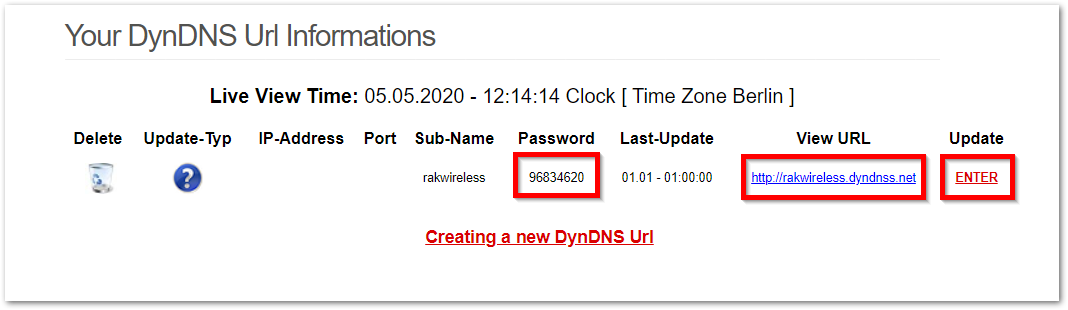 Your DynDNS Url Informations
Live View Time: 05.05.2020 - 12:14:14 Clock [ Time Zone Berlin ]
Delete Update-Typ IP-Address Port Sub-Name Password Last-Update View URL Update
? rakwireless 96834620 01.01 - 01:00:00 http://rakwireless.dyndnss.net ENTER
Creating a new DynDNS Url